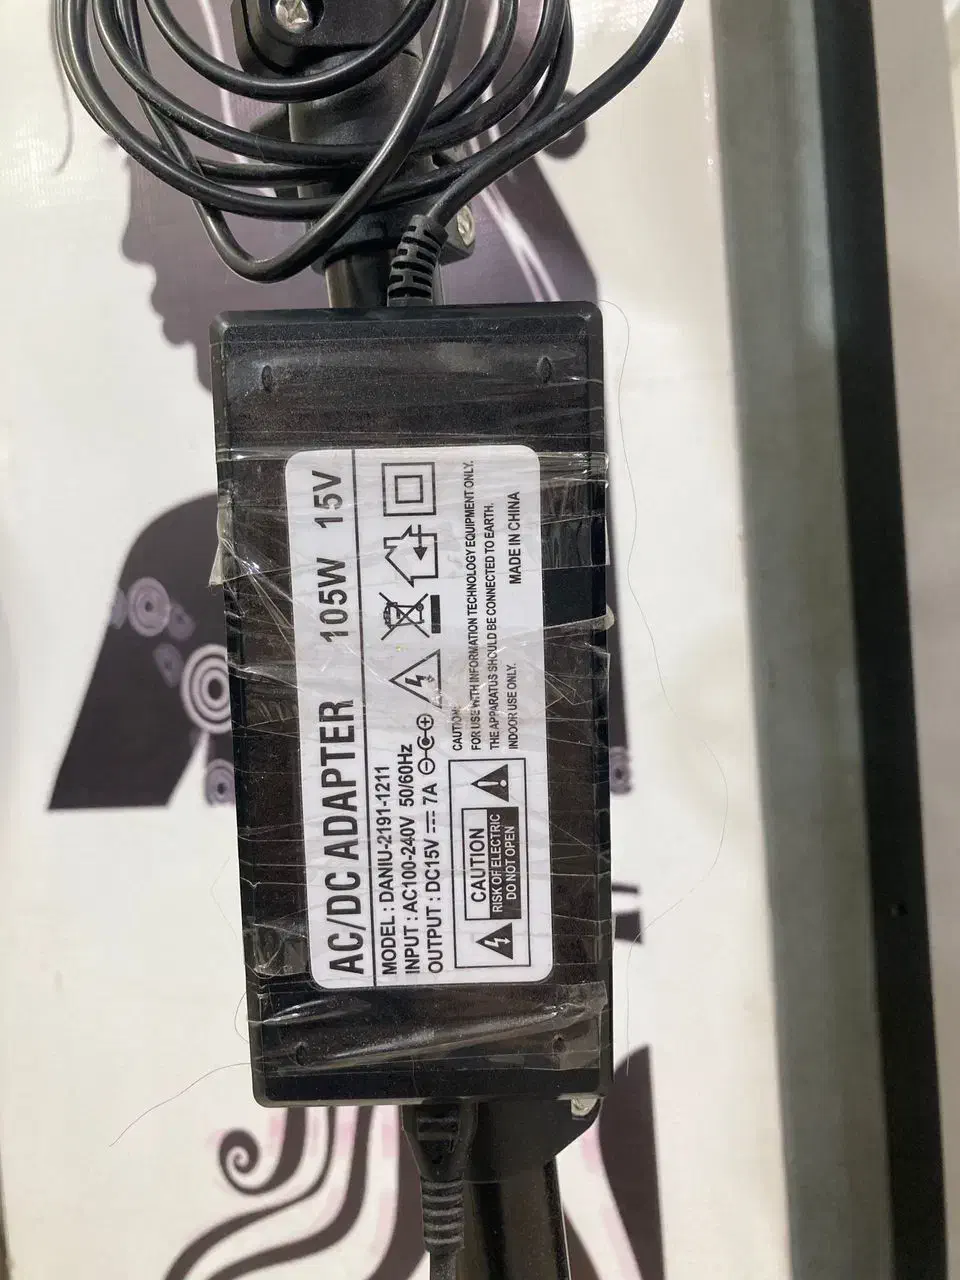 AC/DC ADAPTER 105W 15V
MODEL : DANIU-2191-1211
INPUT : AC100-240V 50/60Hz
OUTPUT : DC15V 7A
CAUTION:
FOR USE WITH INFORMATION TECHNOLOGY EQUIPMENT ONLY.
THE APPARATUS SHOULD BE CONNECTED TO EARTH.
INDOOR USE ONLY.
MADE IN CHINA
CAUTION
RISK OF ELECTRIC
DO NOT OPEN